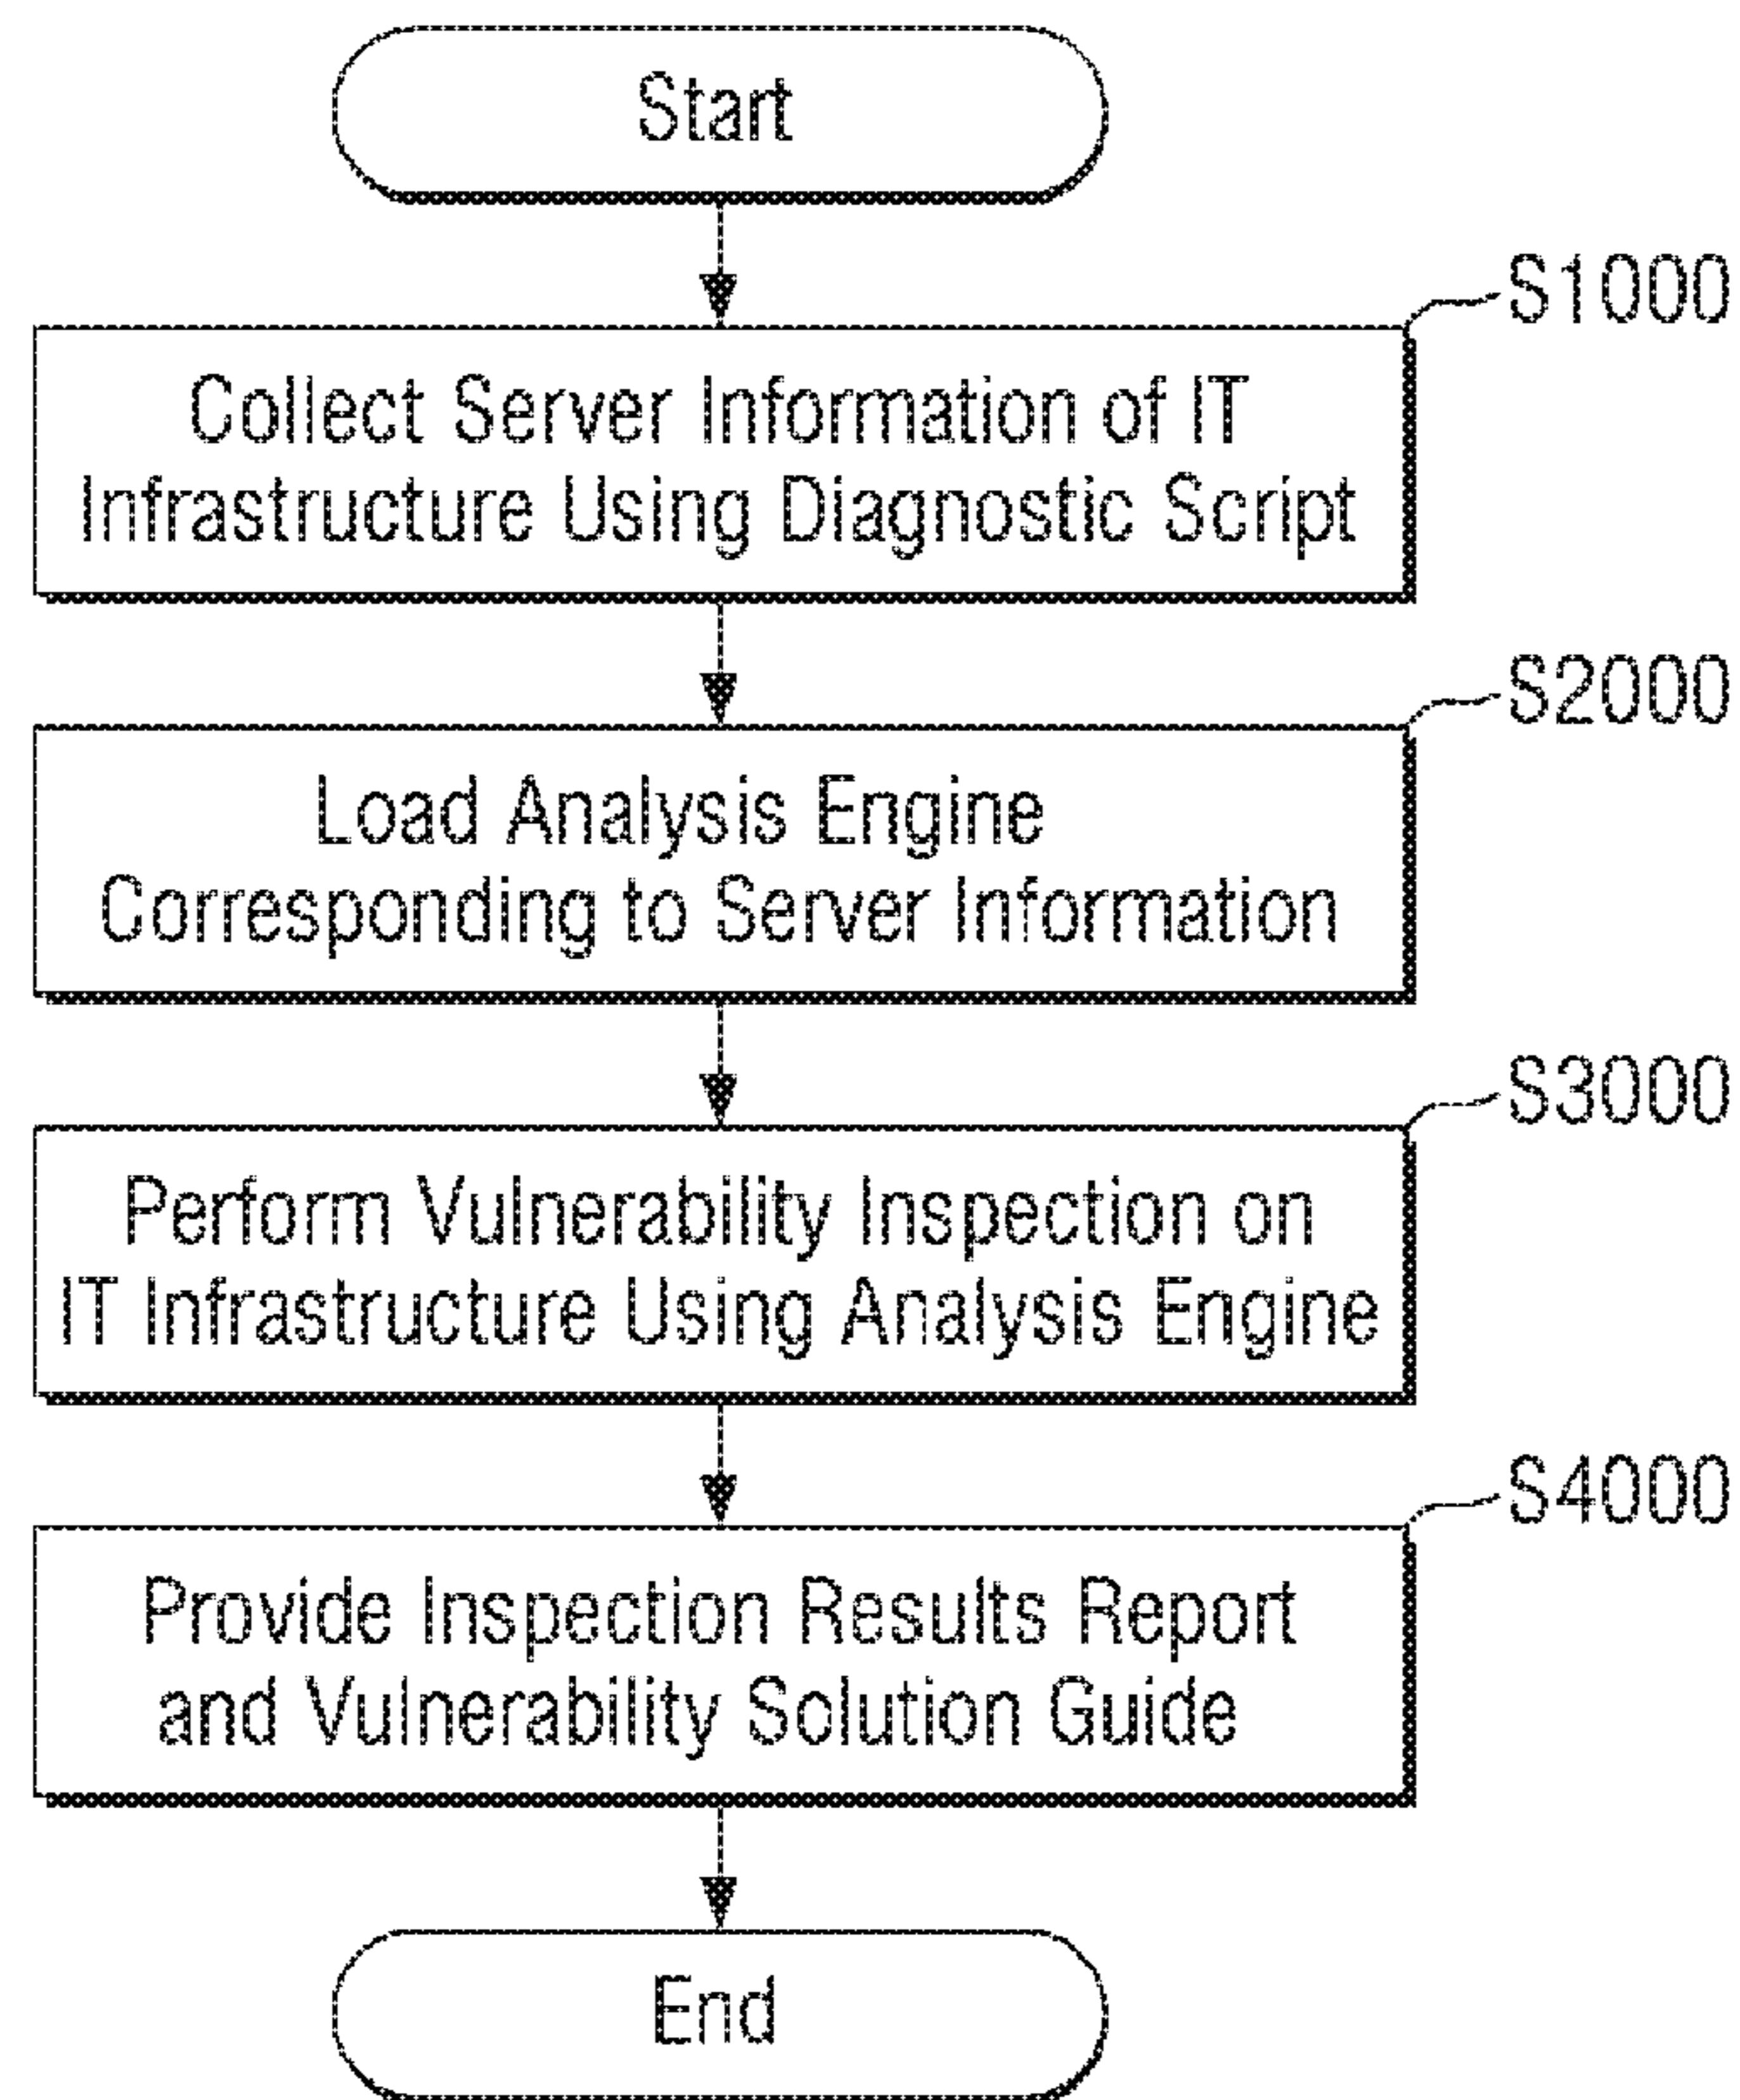 Start
S1000
Collect Server Information of IT
Infrastructure Using Diagnostic Script
S2000
Load Analysis Engine
Corresponding to Server Information
S3000
Perform Vulnerability Inspection on
IT Infrastructure Using Analysis Engine
S4000
Provide Inspection Results Report
and Vulnerability Solution Guide
End